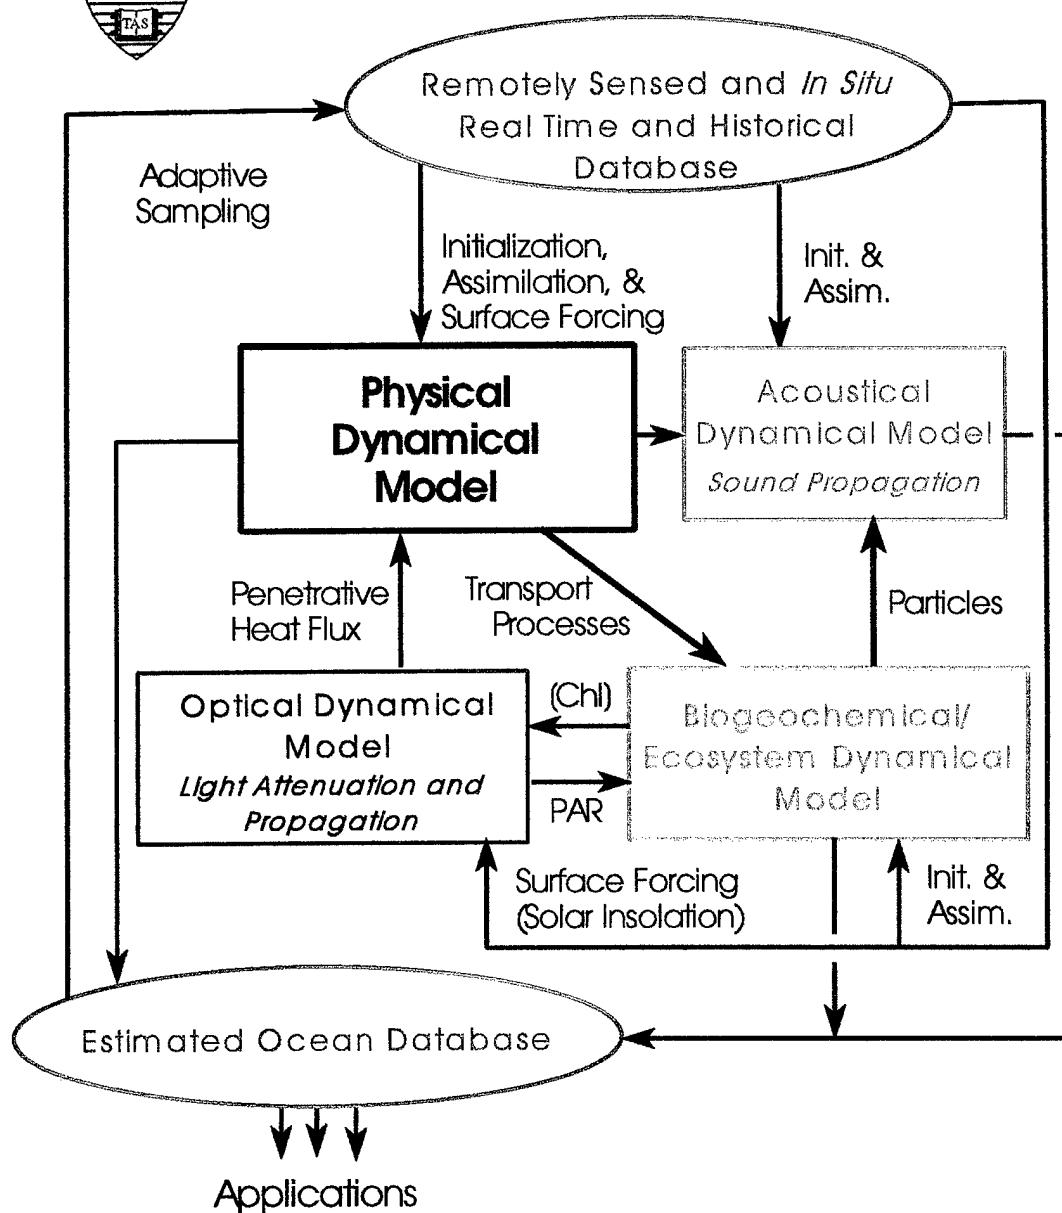 TAS
Remotely Sensed and In Situ
Real Time and Historical
Database
Adaptive
Sampling
Initialization,
Assimilation, &
Surface Forcing
Init. &
Assim.
Physical
Dynamical
Model
Acoustical
Dynamical Model
Sound Propagation
Penetrative
Heat Flux
Transport
Processes
Particles
Optical Dynamical
Model
Light Attenuation and
Propagation
(Chl)
PAR
Biogeochemical/
Ecosystem Dynamical
Model
Surface Forcing
(Solar Insolation)
Init. &
Assim.
Estimated Ocean Database
Applications